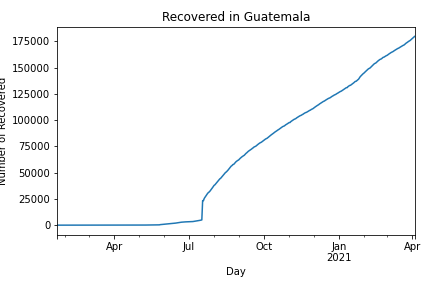 Recovered in Guatemala
175000
150000
125000
100000
75000
50000
25000
0
Number of Recovered
Apr
Jul
Oct
Jan
2021
Apr
Day